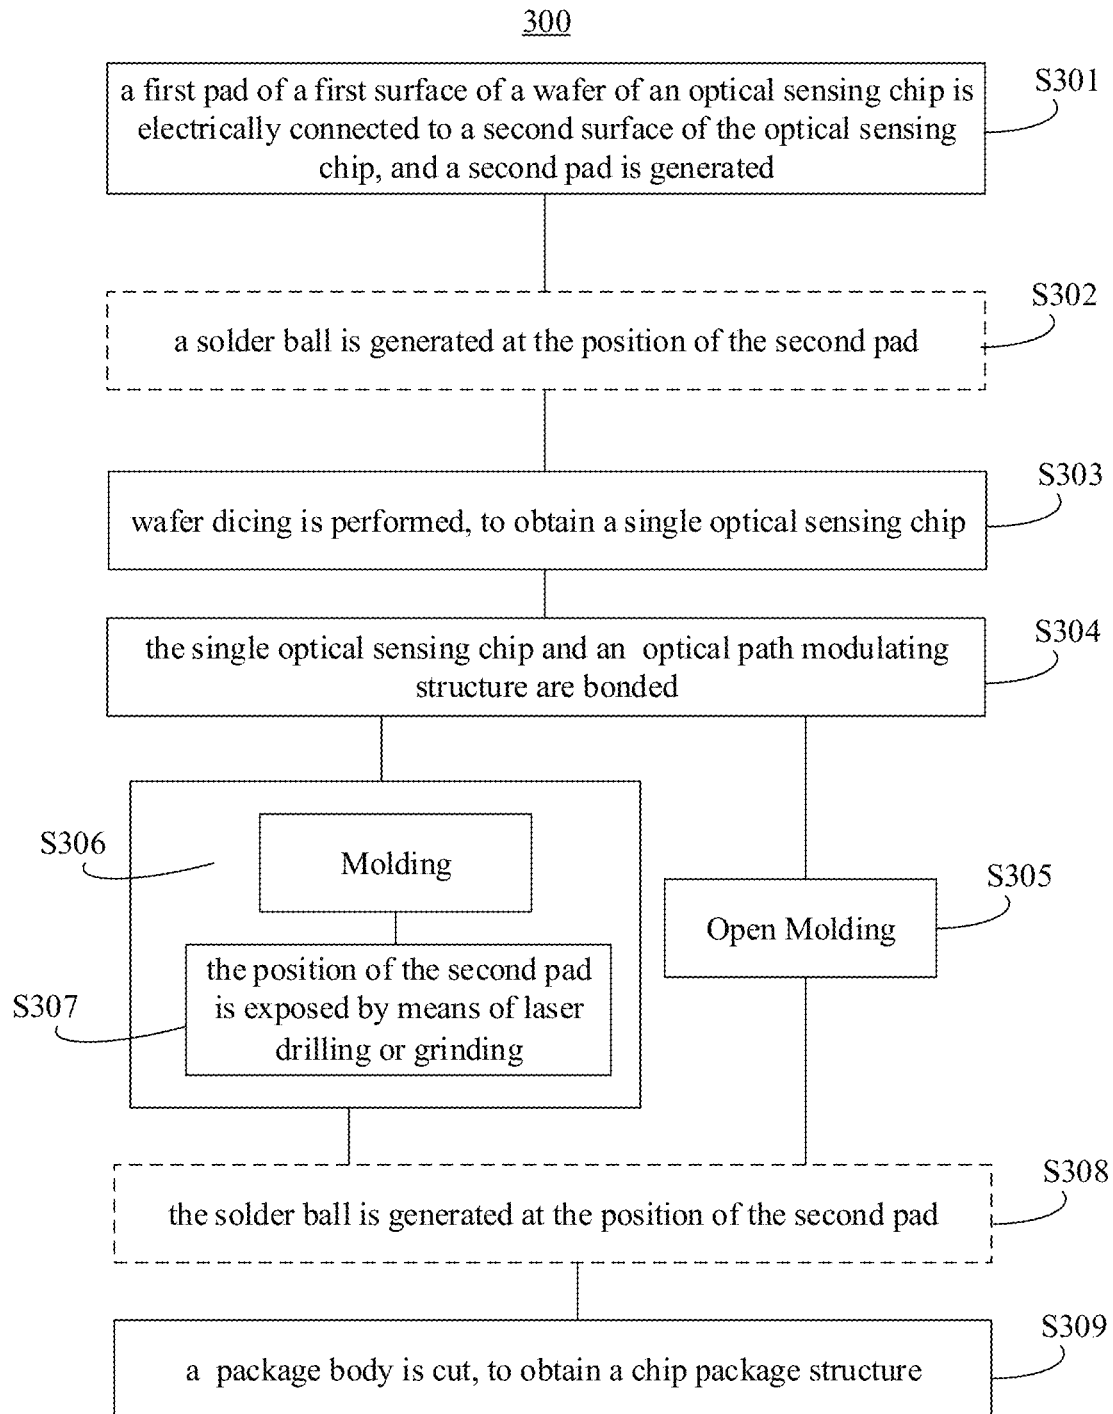 300
a first pad of a first surface of a wafer of an optical sensing chip is
electrically connected to a second surface of the optical sensing
chip, and a second pad is generated
S301
a solder ball is generated at the position of the second pad
S302
wafer dicing is performed, to obtain a single optical sensing chip
S303
the single optical sensing chip and an optical path modulating
structure are bonded
S304
S306
Molding
S305
Open Molding
S307
the position of the second pad
is exposed by means of laser
drilling or grinding
the solder ball is generated at the position of the second pad
S308
a package body is cut, to obtain a chip package structure
S309